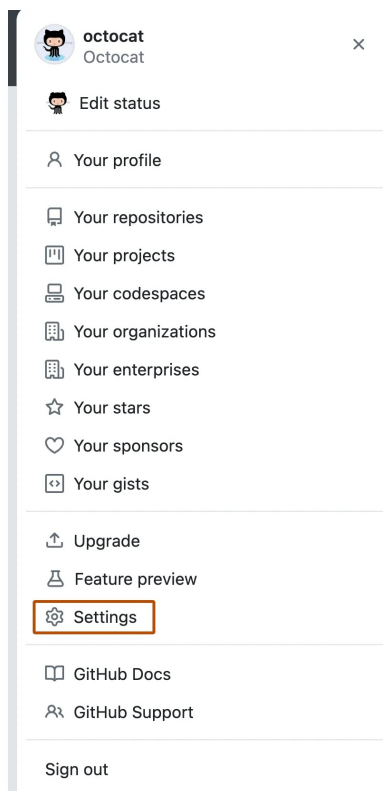 octocat
Octocat
Edit status
Your profile
Your repositories
Your projects
Your codespaces
Your organizations
Your enterprises
Your stars
Your sponsors
Your gists
Upgrade
Feature preview
Settings
GitHub Docs
GitHub Support
Sign out